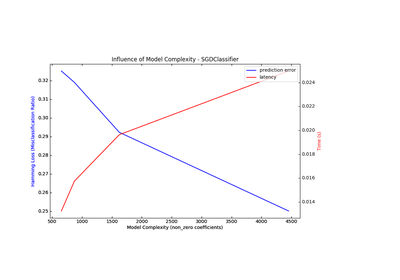 Influence of Model Complexity - SGDClassifier
prediction error
latency
0.32
0.31
0.30
0.29
0.28
0.27
0.26
0.25
Hamming Loss (Misclassification Ratio)
0.024
0.022
0.020
0.018
0.016
0.014
Time (s)
500 1000 1500 2000 2500 3000 3500 4000 4500
Model Complexity (non_zero coefficients)